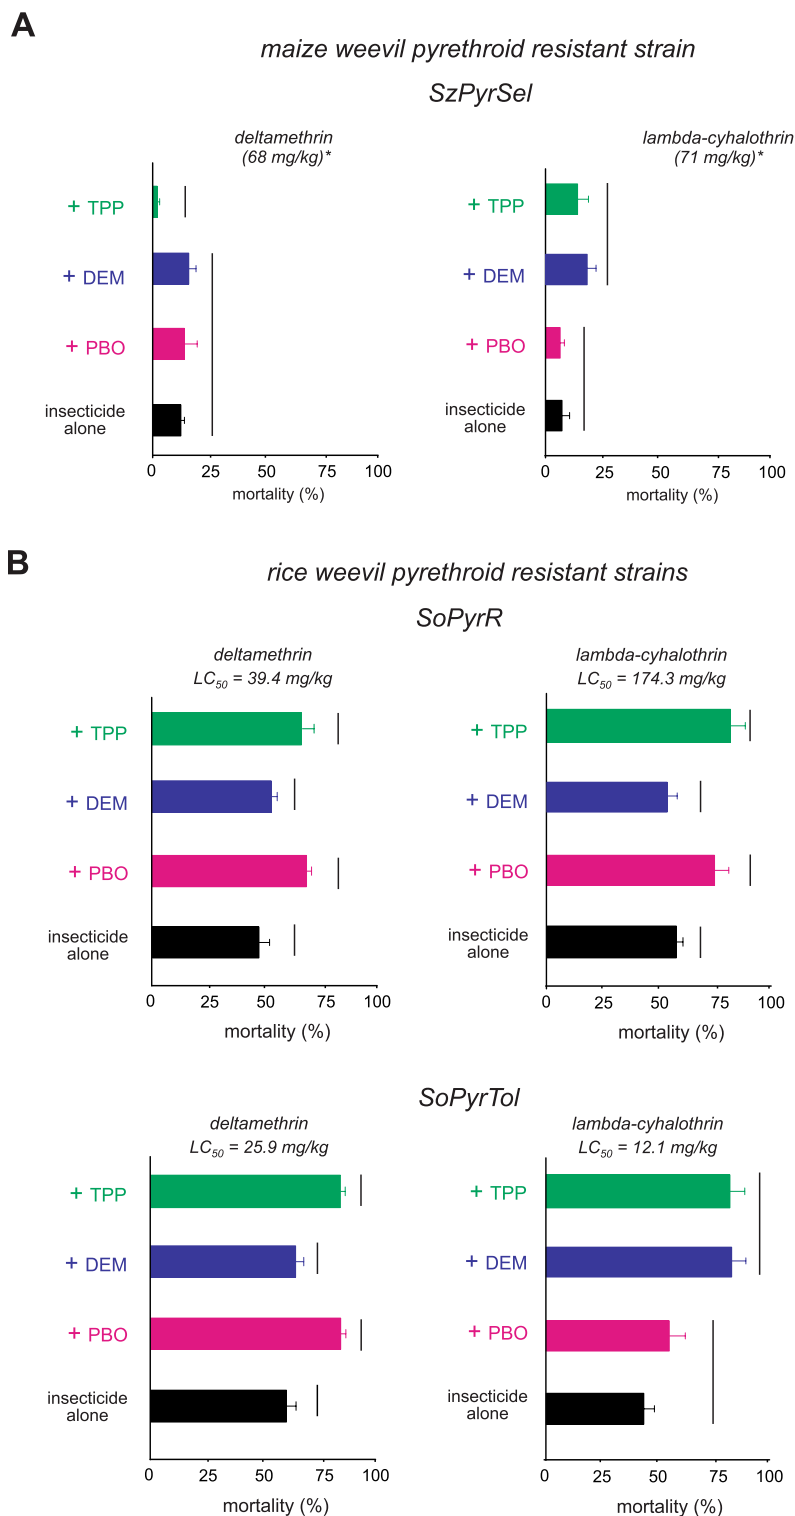 A
maize weevil pyrethroid resistant strain
SzPyrSel
deltamethrin
(68 mg/kg)*
+ TPP
+ DEM
+ PBO
insecticide
alone
0 25 50 75 100
mortality (%)
lambda-cyhalothrin
(71 mg/kg)*
+ TPP
+ DEM
+ PBO
insecticide
alone
0 25 50 75 100
mortality (%)
B
rice weevil pyrethroid resistant strains
SoPyrR
deltamethrin
LC50 = 39.4 mg/kg
+ TPP
+ DEM
+ PBO
insecticide
alone
0 25 50 75 100
mortality (%)
lambda-cyhalothrin
LC50 = 174.3 mg/kg
+ TPP
+ DEM
+ PBO
insecticide
alone
0 25 50 75 100
mortality (%)
SoPyrTol
deltamethrin
LC50 = 25.9 mg/kg
+ TPP
+ DEM
+ PBO
insecticide
alone
0 25 50 75 100
mortality (%)
lambda-cyhalothrin
LC50 = 12.1 mg/kg
+ TPP
+ DEM
+ PBO
insecticide
alone
0 25 50 75 100
mortality (%)